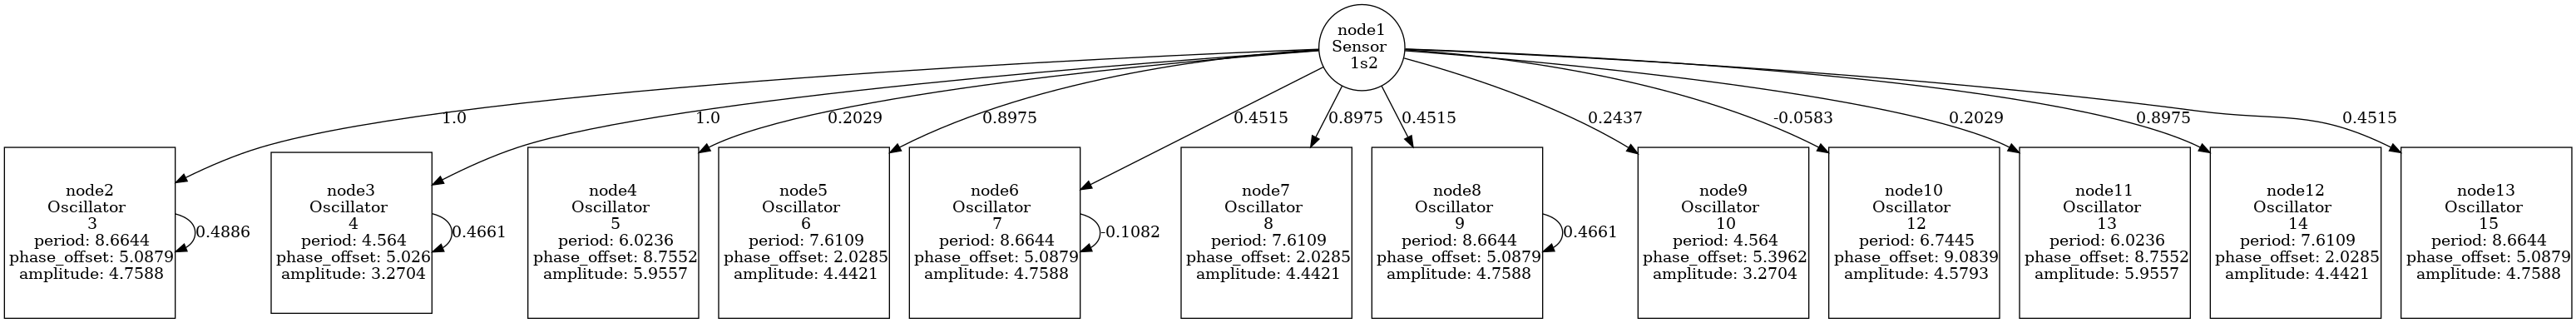 node1
Sensor
1s2
1.0
1.0
0.2029
0.8975
0.4515
0.8975
0.4515
0.2437
-0.0583
0.2029
0.8975
0.4515
node2
Oscillator
3
period: 8.6644
phase_offset: 5.0879
amplitude: 4.7588
0.4886
node3
Oscillator
4
period: 4.564
phase_offset: 5.026
amplitude: 3.2704
0.4661
node4
Oscillator
5
period: 6.0236
phase_offset: 8.7552
amplitude: 5.9557
node5
Oscillator
6
period: 7.6109
phase_offset: 2.0285
amplitude: 4.4421
node6
Oscillator
7
period: 8.6644
phase_offset: 5.0879
amplitude: 4.7588
-0.1082
node7
Oscillator
8
period: 7.6109
phase_offset: 2.0285
amplitude: 4.4421
node8
Oscillator
9
period: 8.6644
phase_offset: 5.0879
amplitude: 4.7588
0.4661
node9
Oscillator
10
period: 4.564
phase_offset: 5.3962
amplitude: 3.2704
node10
Oscillator
12
period: 6.7445
phase_offset: 9.0839
amplitude: 4.5793
node11
Oscillator
13
period: 6.0236
phase_offset: 8.7552
amplitude: 5.9557
node12
Oscillator
14
period: 7.6109
phase_offset: 2.0285
amplitude: 4.4421
node13
Oscillator
15
period: 8.6644
phase_offset: 5.0879
amplitude: 4.7588